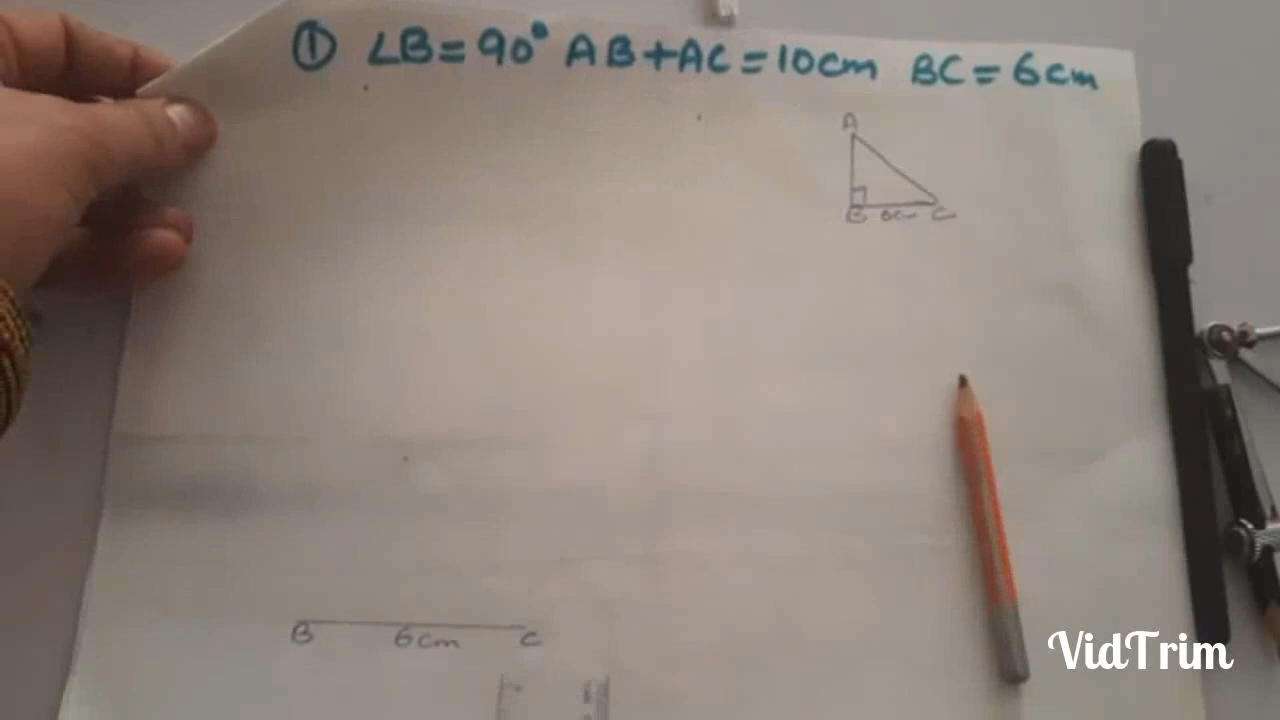 ① ∠B=90° AB+AC=10cm BC=6cm
A
B 6cm C
B 6cm C
VidTrim